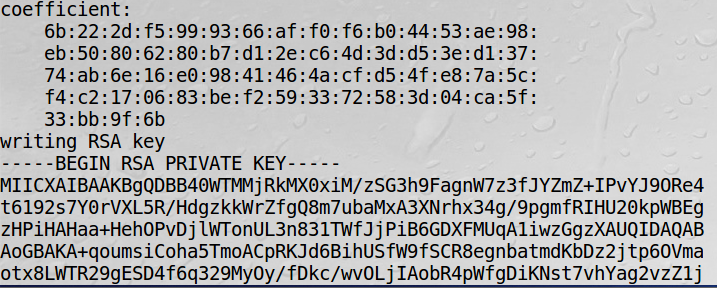 coefficient:
6b:22:2d:f5:99:93:66:af:f0:f6:b0:44:53:ae:98:
eb:50:80:62:80:b7:d1:2e:c6:4d:3d:d5:3e:d1:37:
74:ab:6e:16:e0:98:41:46:4a:cf:d5:4f:e8:7a:5c:
f4:c2:17:06:83:be:f2:59:33:72:58:3d:04:ca:5f:
33:bb:9f:6b
writing RSA key
-----BEGIN RSA PRIVATE KEY-----
MIICXAIBAAKBgQDBB40WTMMjRkMX0xiM/zSG3h9FagnW7z3fJYZmZ+IPvYJ9ORe4
t6192s7Y0rVXL5R/HdgzkkWrZfgQ8m7ubaMxA3XNrhx34g/9pgmfRIHU20kpWBEg
zHPiHAHaa+HehOPvDjlWTonUL3n831TWfJjPiB6GDXFMUqA1iwzGgzXAUQIDAQAB
AoGBAKA+qoumsiCoha5TmoACpRKJd6BihUSfW9fSCR8egnbatmdKbDz2jtp6OVma
otx8LWTR29gESD4f6q329MyOy/fDkc/wvOLjIAobR4pWfgDiKNst7vhYag2vzZ1j